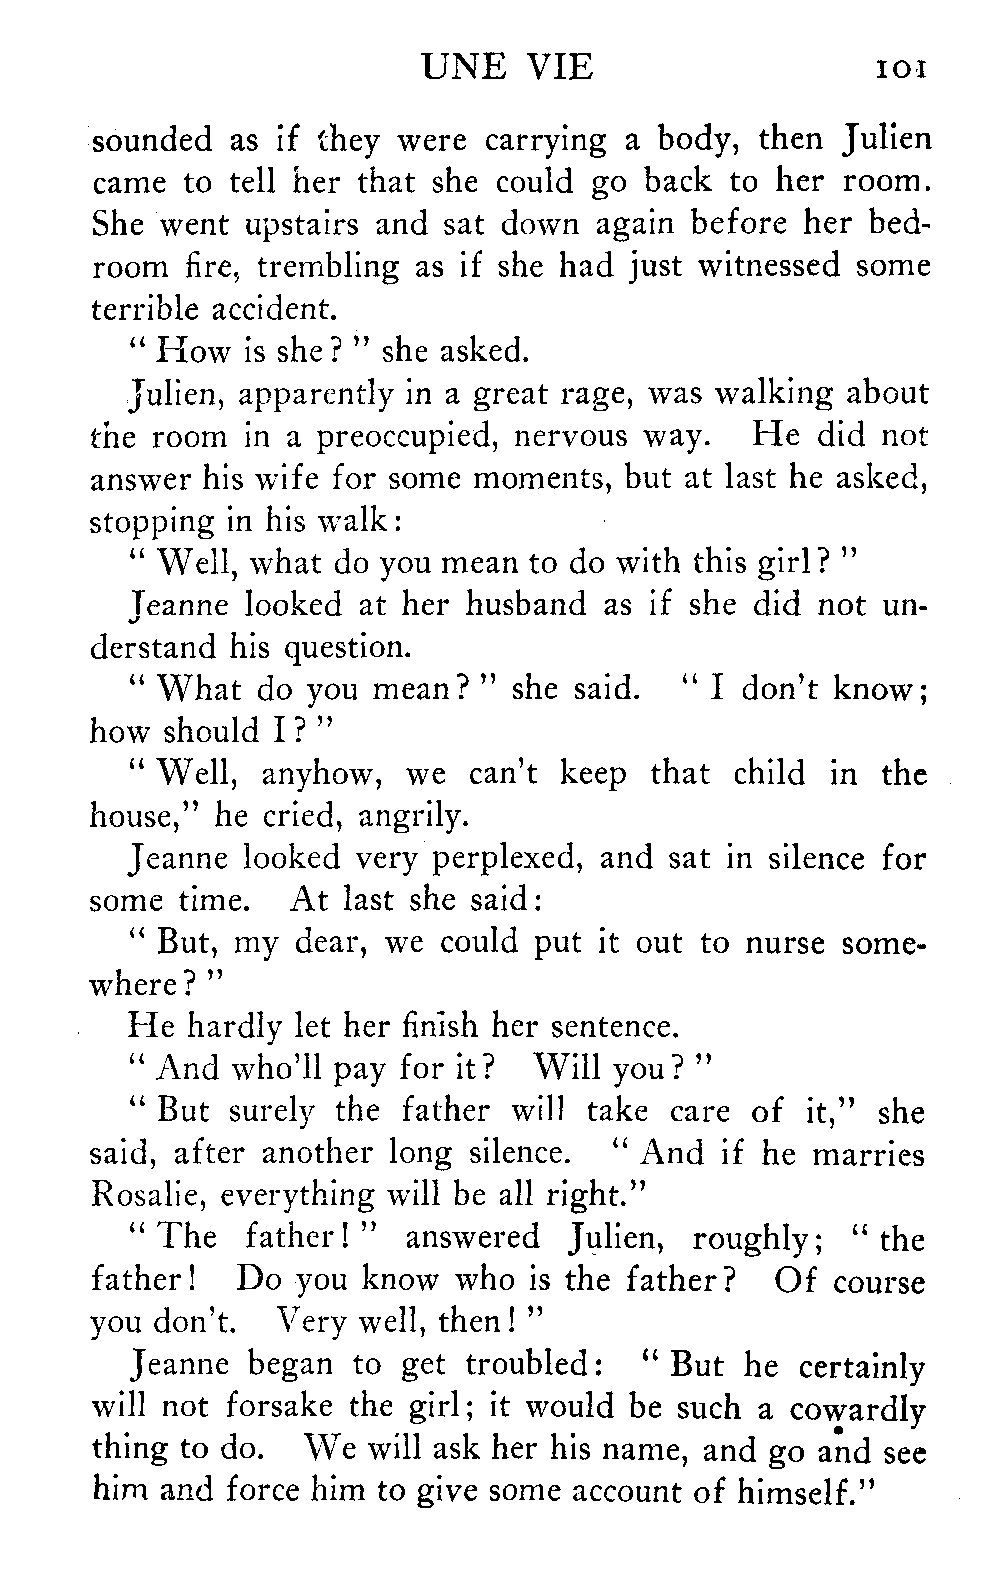 UNE VIE 101
sounded as if they were carrying a body, then Julien
came to tell her that she could go back to her room.
She went upstairs and sat down again before her bed-
room fire, trembling as if she had just witnessed some
terrible accident.
" How is she? " she asked.
Julien, apparently in a great rage, was walking about
the room in a preoccupied, nervous way. He did not
answer his wife for some moments, but at last he asked,
stopping in his walk:
" Well, what do you mean to do with this girl? "
Jeanne looked at her husband as if she did not un-
derstand his question.
" What do you mean? " she said. " I don't know;
how should I? "
" Well, anyhow, we can't keep that child in the
house," he cried, angrily.
Jeanne looked very perplexed, and sat in silence for
some time. At last she said:
" But, my dear, we could put it out to nurse some-
where? "
He hardly let her finish her sentence.
" And who'll pay for it? Will you? "
" But surely the father will take care of it," she
said, after another long silence. " And if he marries
Rosalie, everything will be all right."
" The father! " answered Julien, roughly; " the
father! Do you know who is the father? Of course
you don't. Very well, then! "
Jeanne began to get troubled: " But he certainly
will not forsake the girl; it would be such a cowardly
thing to do. We will ask her his name, and go and see
him and force him to give some account of himself."